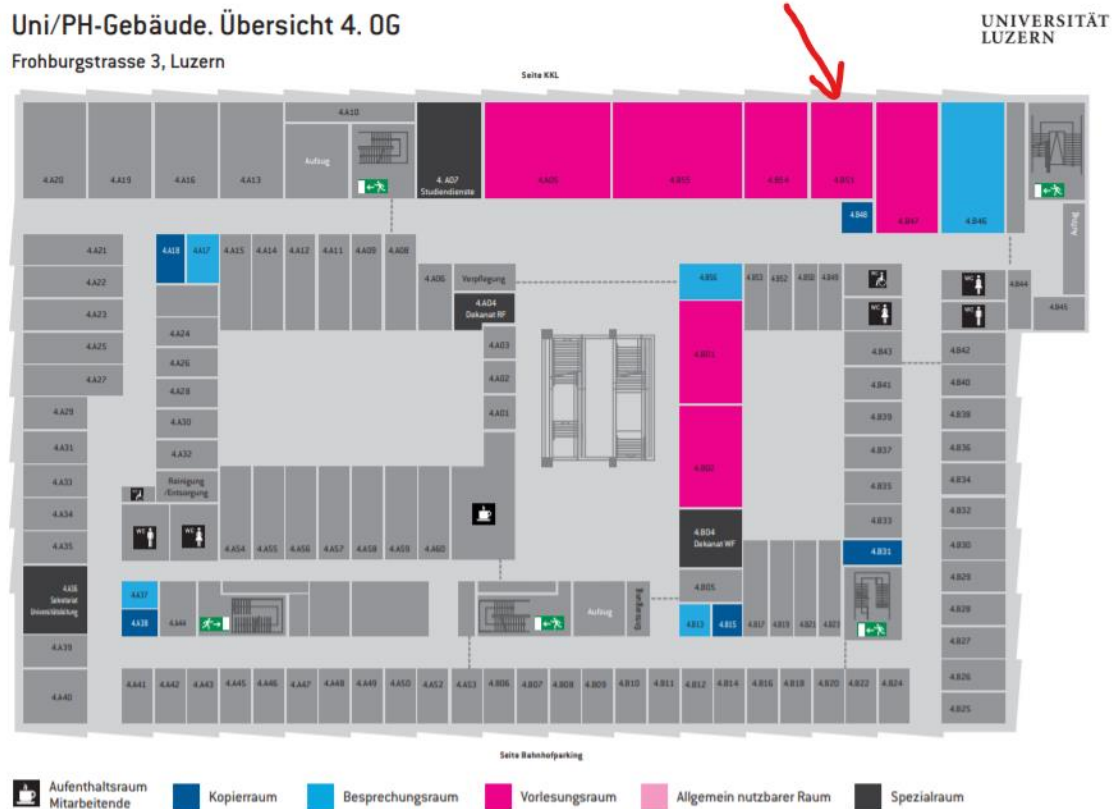 Uni/PH-Gebäude. Übersicht 4. OG
UNIVERSITÄT
LUZERN
Frohburgstrasse 3, Luzern
Seite KKL
4.A10
Aufzug
4.A20
4.A19
4.A16
4.A13
4. A07
Studiendienste
4.A05
4.B55
4.B54
4.B51
4.B47
4.B46
4.B48
Aufzug
4.A21
4.A18
4.A17
4.A15
4.A14
4.A12
4.A11
4.A09
4.A08
4.A22
4.A06
Verpflegung
4.B56
4.B53
4.B52
4.B50
4.B49
WC
WC
4.B44
4.A23
4.A04
Dekanat RF
WC
WC
4.B45
4.A24
4.A25
4.A03
4.B01
4.B43
4.B42
4.A26
4.A27
4.A02
4.B41
4.B40
4.A28
4.A29
4.A01
4.B39
4.B38
4.A30
4.A31
4.B37
4.B36
4.A32
4.A33
Reinigung
/Entsorgung
4.B02
4.B35
4.B34
4.A34
WC
WC
4.B33
4.B32
4.A35
4.A54
4.A55
4.A56
4.A57
4.A58
4.A59
4.A60
4.B04
Dekanat WF
4.B31
4.B30
4.A36
Sekretariat
Universitätsleitung
4.A37
4.B05
4.B29
4.A38
4.A44
Aufzug
Entsorgung
4.B13
4.B15
4.B17
4.B19
4.B21
4.B23
4.B28
4.A39
4.B27
4.A40
4.A41
4.A42
4.A43
4.A45
4.A46
4.A47
4.A48
4.A49
4.A50
4.A52
4.A53
4.B06
4.B07
4.B08
4.B09
4.B10
4.B11
4.B12
4.B14
4.B16
4.B18
4.B20
4.B22
4.B24
4.B26
4.B25
Seite Bahnhofparking
Aufenthaltsraum
Mitarbeitende
Kopierraum
Besprechungsraum
Vorlesungsraum
Allgemein nutzbarer Raum
Spezialraum